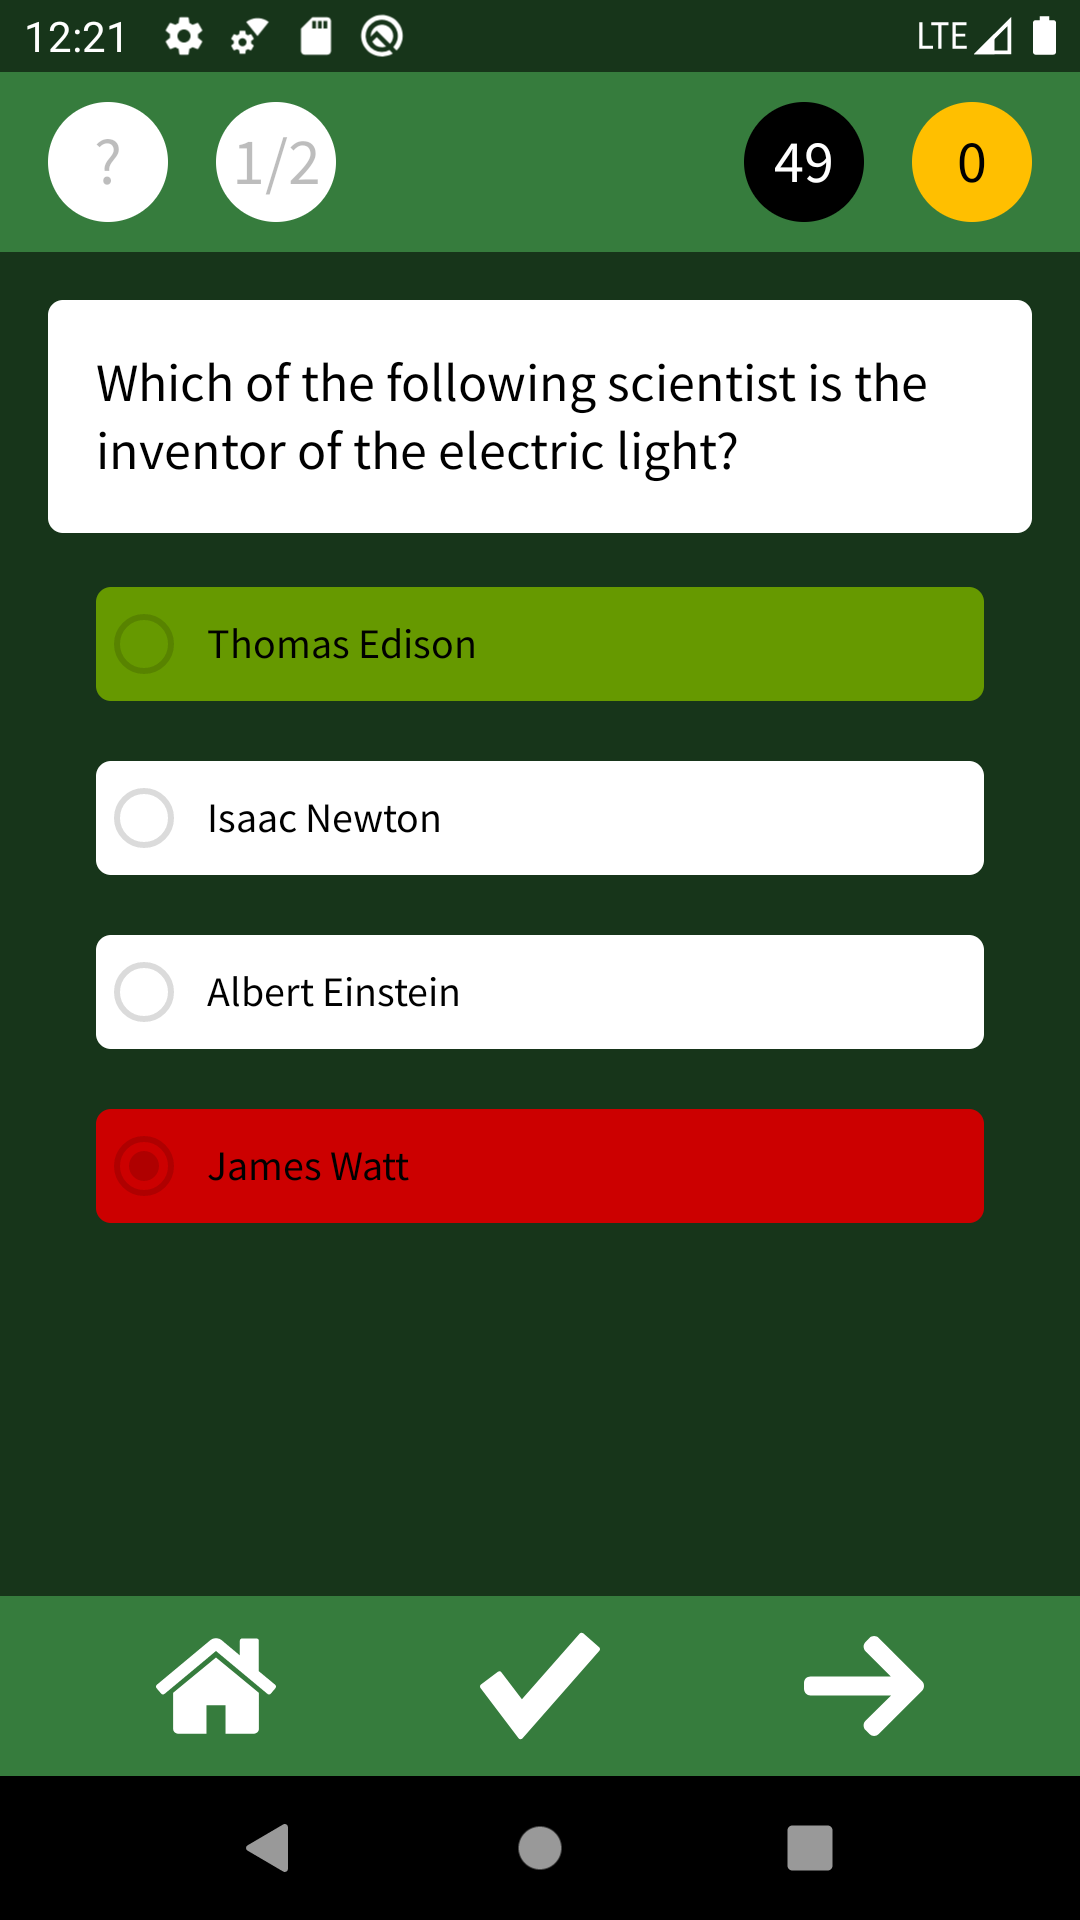 12:21 LTE
? 1/2 49 0
Which of the following scientist is the
inventor of the electric light?
Thomas Edison
Isaac Newton
Albert Einstein
James Watt